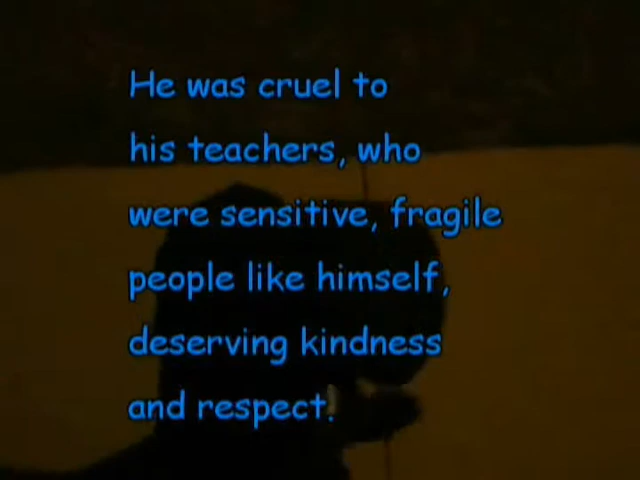 He was cruel to
his teachers, who
were sensitive, fragile
people like himself,
deserving kindness
and respect.